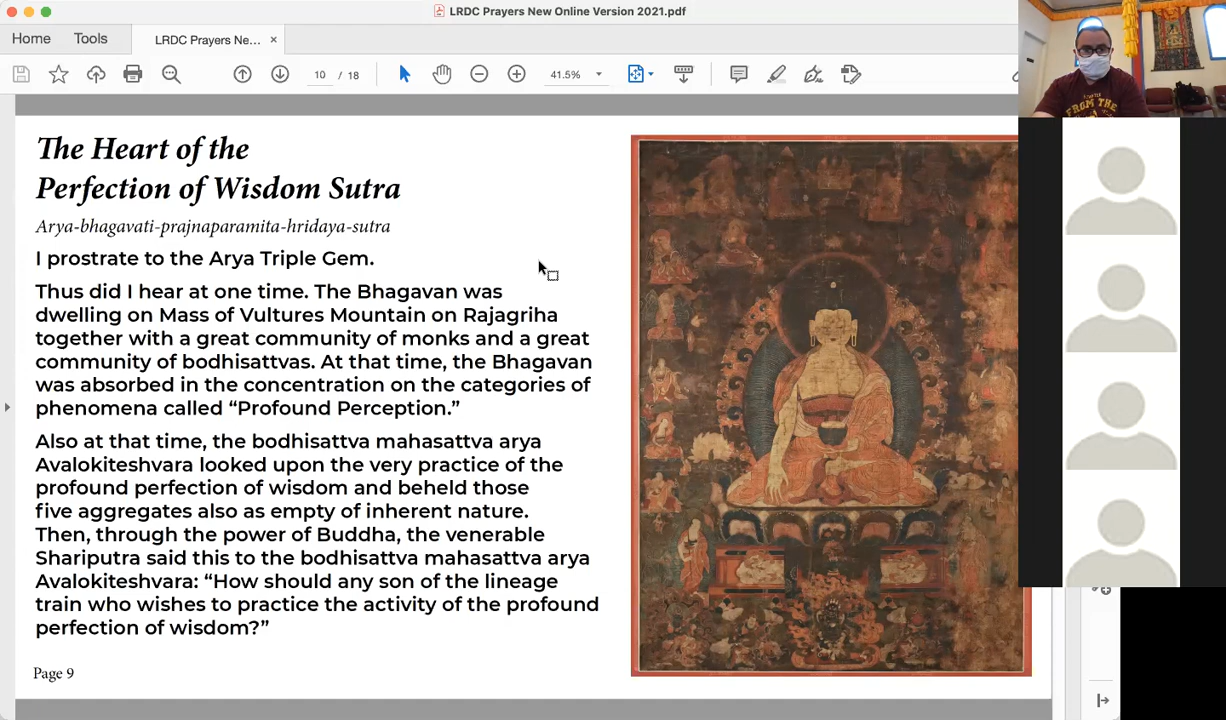 LRDC Prayers New Online Version 2021.pdf
Home
Tools
LRDC Prayers Ne... ×
10 / 18
41.5%
The Heart of the
Perfection of Wisdom Sutra
Arya-bhagavati-prajnaparamita-hridaya-sutra
I prostrate to the Arya Triple Gem.
Thus did I hear at one time. The Bhagavan was
dwelling on Mass of Vultures Mountain on Rajagriha
together with a great community of monks and a great
community of bodhisattvas. At that time, the Bhagavan
was absorbed in the concentration on the categories of
phenomena called “Profound Perception.”
Also at that time, the bodhisattva mahasattva arya
Avalokiteshvara looked upon the very practice of the
profound perfection of wisdom and beheld those
five aggregates also as empty of inherent nature.
Then, through the power of Buddha, the venerable
Shariputra said this to the bodhisattva mahasattva arya
Avalokiteshvara: “How should any son of the lineage
train who wishes to practice the activity of the profound
perfection of wisdom?”
Page 9
FROM THE